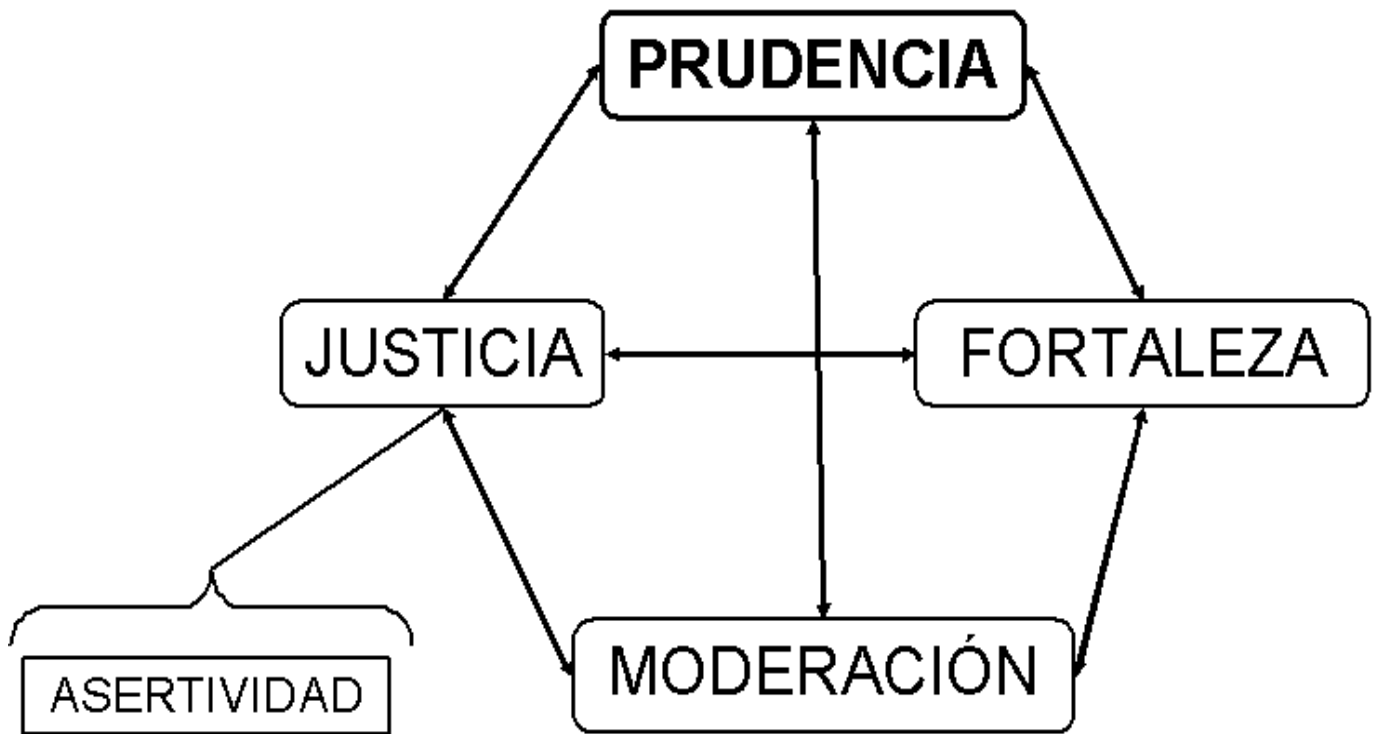 PRUDENCIA
JUSTICIA
FORTALEZA
MODERACIÓN
ASERTIVIDAD